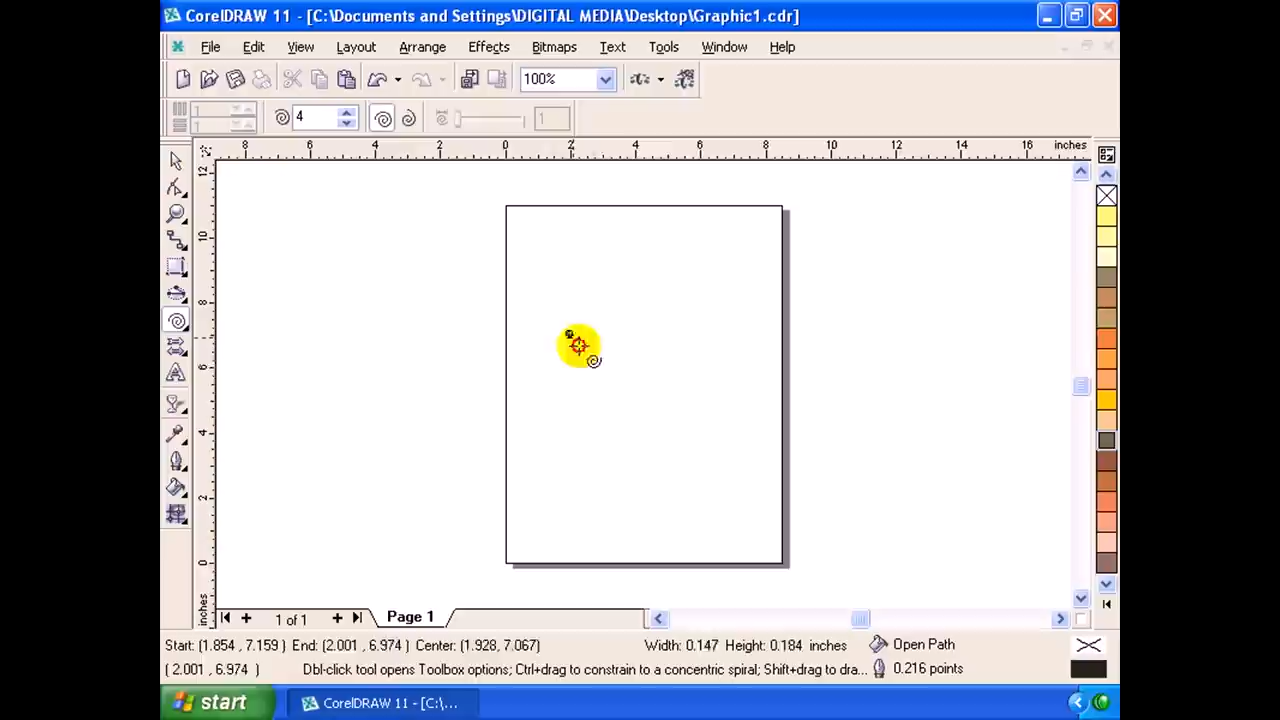 CorelDRAW 11 - [C:\Documents and Settings\DIGITAL MEDIA\Desktop\Graphic1.cdr]
File Edit View Layout Arrange Effects Bitmaps Text Tools Window Help
100%
1 4 1
1
8 6 4 2 0 2 4 6 8 10 12 14 16 inches
12
10
8
6
4
2
0
inches
1 of 1 Page 1
Start: (1.854 , 7.159 ) End: (2.001 , 6.974 ) Center: (1.928, 7.067) Width: 0.147 Height: 0.184 inches Open Path
( 2.001 , 6.974 ) Dbl-click tool opens Toolbox options; Ctrl+drag to constrain to a concentric spiral; Shift+drag to dra... 0.216 points
start CorelDRAW 11 - [C:\...